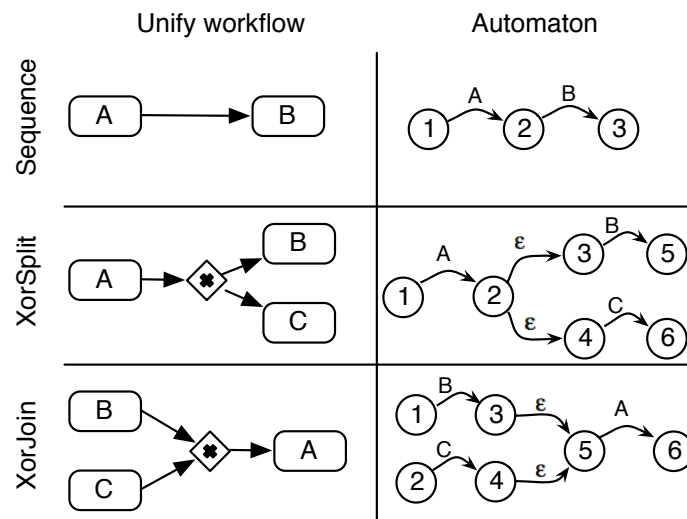 Unify workflow
Automaton
Sequence
A
B
1
A
2
B
3
XorSplit
A
B
C
1
A
2
ε
3
B
5
ε
4
C
6
XorJoin
B
C
A
1
B
3
ε
2
C
4
ε
5
A
6